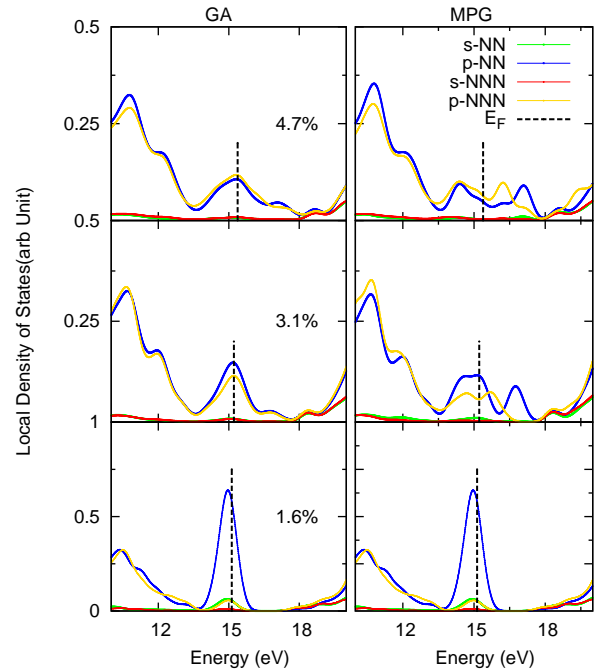 GA MPG
s-NN
p-NN
s-NNN
p-NNN
E_F
4.7%
3.1%
1.6%
0.5
0.25
0.5
0.25
1
0.5
0
12 15 18 12 15 18
Energy (eV) Energy (eV)
Local Density of States(arb Unit)